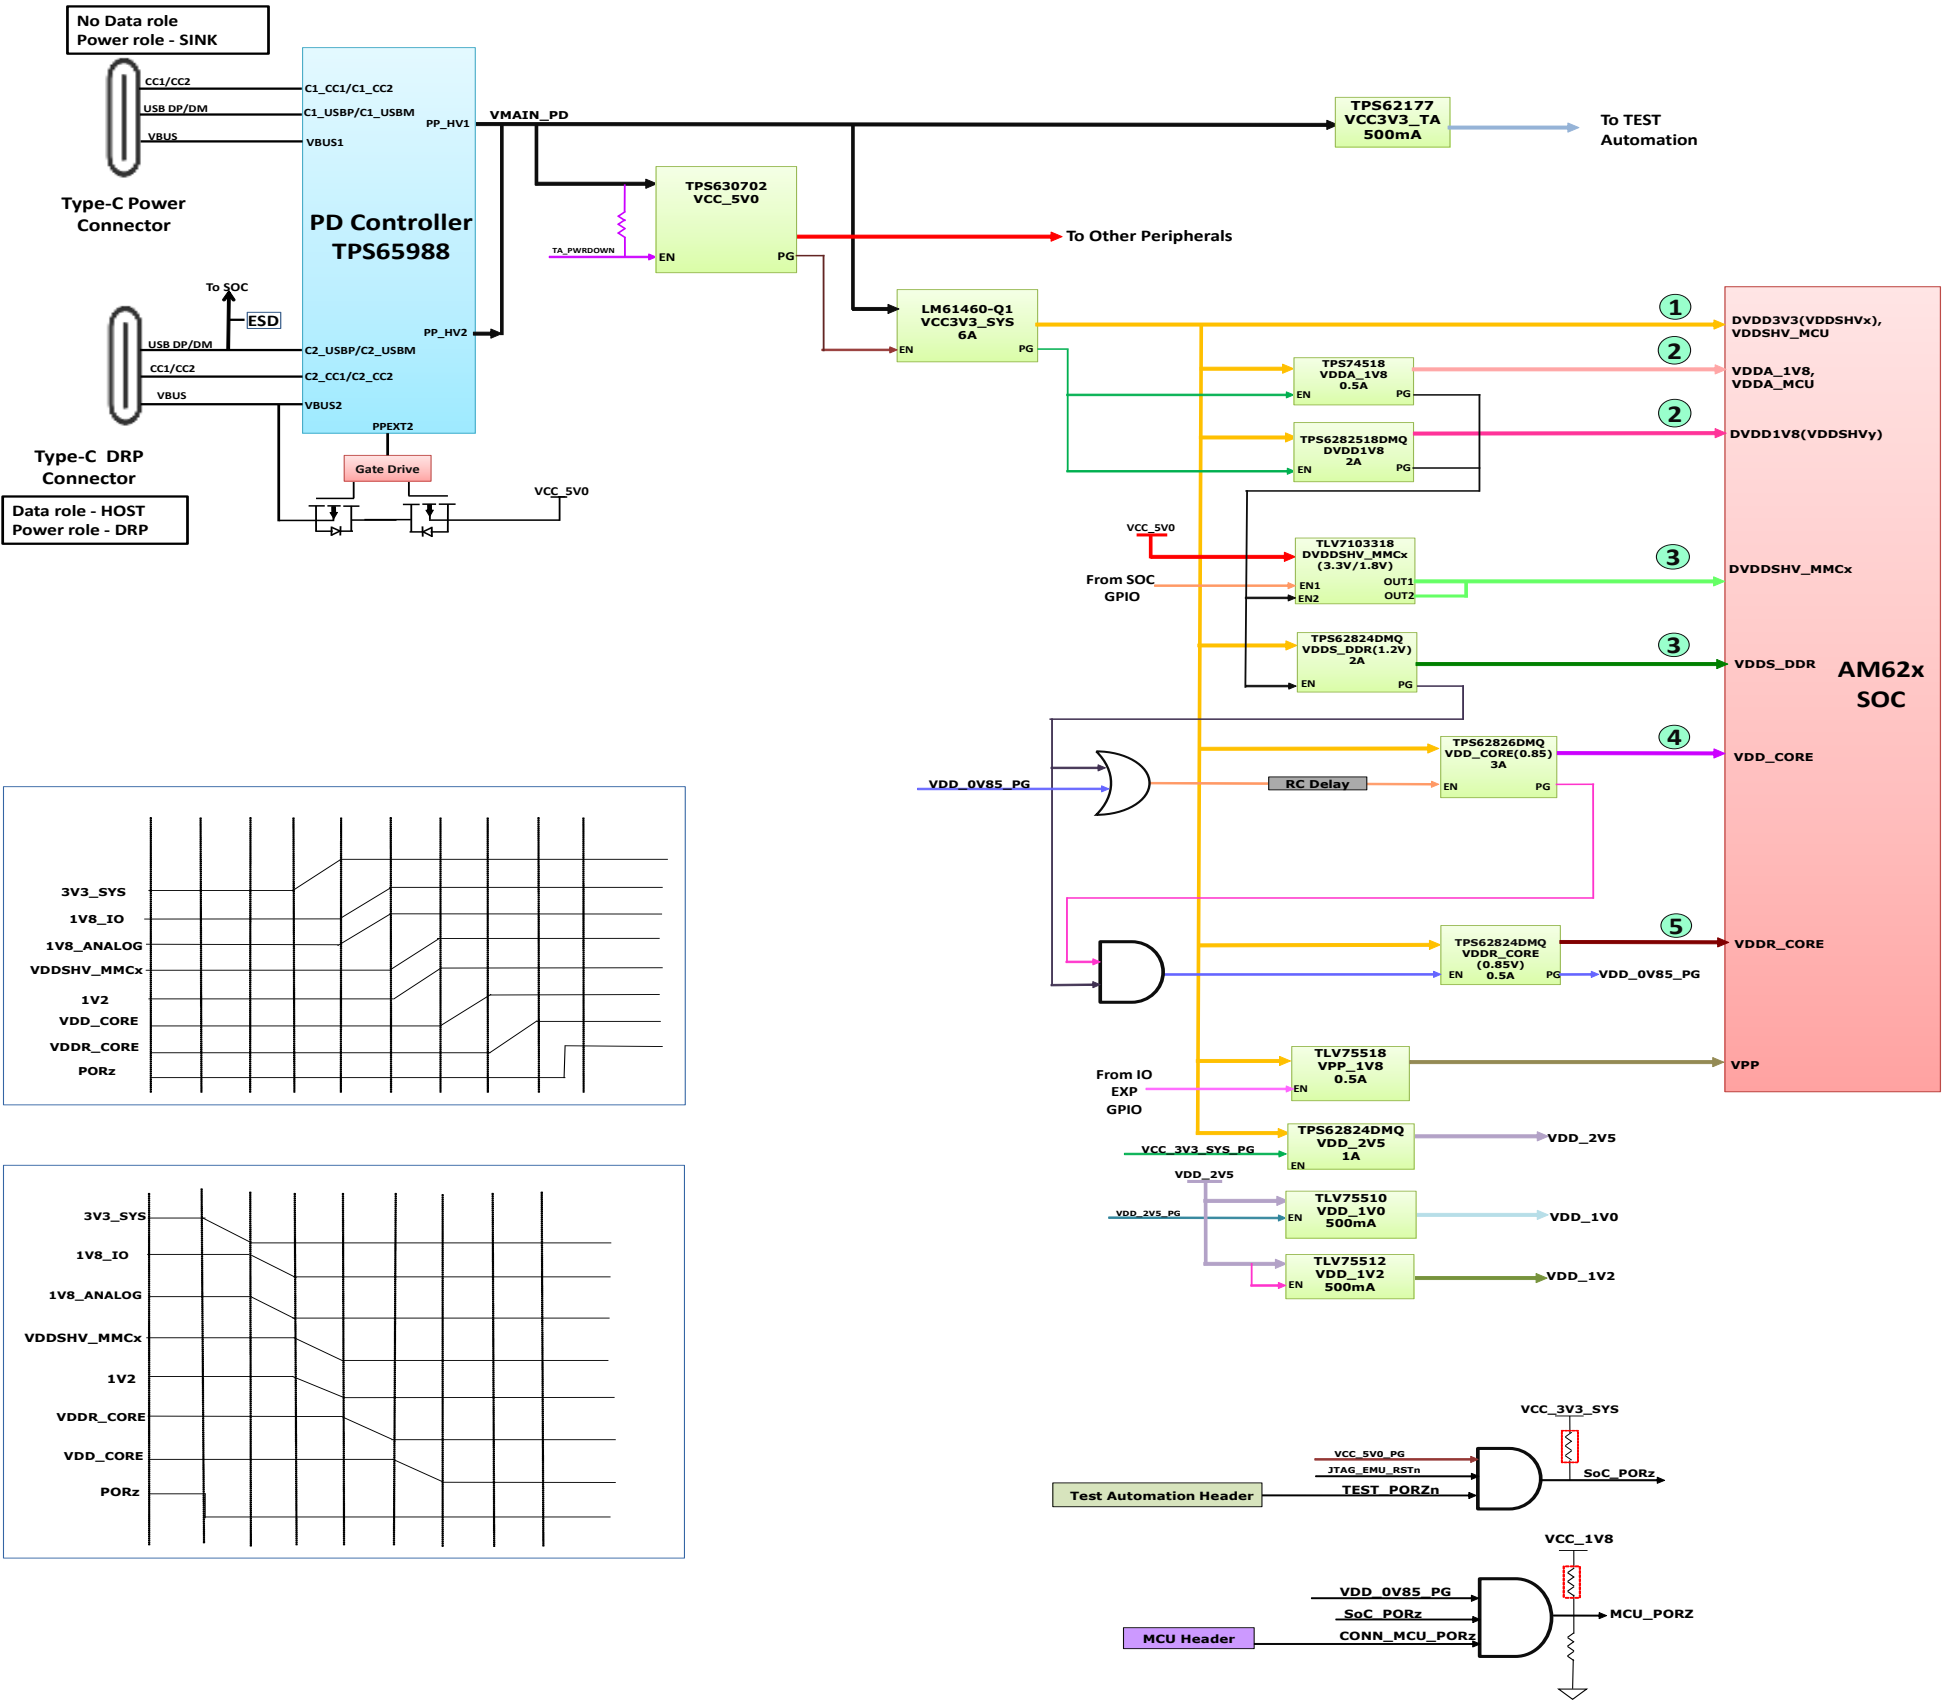 No Data role
Power role - SINK
CC1/CC2
USB DP/DM
VBUS
Type-C Power
Connector
C1_CC1/C1_CC2
C1_USBP/C1_USBM
VBUS1
PP_HV1
PD Controller
TPS65988
PP_HV2
C2_USBP/C2_USBM
C2_CC1/C2_CC2
VBUS2
PPEXT2
To SOC
ESD
USB DP/DM
CC1/CC2
VBUS
Type-C DRP
Connector
Data role - HOST
Power role - DRP
Gate Drive
VCC_5V0
VMAIN_PD
TPS62177
VCC3V3_TA
500mA
To TEST
Automation
TPS630702
VCC_5V0
TA_PWRDOWN
EN
PG
To Other Peripherals
LM61460-Q1
VCC3V3_SYS
6A
EN
PG
1
DVDD3V3(VDDSHVx),
VDDSHV_MCU
TPS74518
VDDA_1V8
0.5A
EN
PG
2
VDDA_1V8,
VDDA_MCU
TPS6282518DMQ
DVDD1V8
2A
EN
PG
2
DVDD1V8(VDDSHVy)
VCC_5V0
From SOC
GPIO
TLV7103318
DVDDSHV_MMCx
(3.3V/1.8V)
EN1
EN2
OUT1
OUT2
3
DVDDSHV_MMCx
TPS62824DMQ
VDDS_DDR(1.2V)
2A
EN
PG
3
VDDS_DDR
AM62x
SOC
VDD_0V85_PG
RC Delay
TPS62826DMQ
VDD_CORE(0.85)
3A
EN
PG
4
VDD_CORE
TPS62824DMQ
VDDR_CORE
(0.85V)
0.5A
EN
PG
VDD_0V85_PG
5
VDDR_CORE
From IO
EXP
GPIO
TLV75518
VPP_1V8
0.5A
EN
VPP
VCC_3V3_SYS_PG
TPS62824DMQ
VDD_2V5
1A
EN
VDD_2V5
VDD_2V5
VDD_2V5_PG
TLV75510
VDD_1V0
500mA
EN
VDD_1V0
TLV75512
VDD_1V2
500mA
EN
VDD_1V2
3V3_SYS
1V8_IO
1V8_ANALOG
VDDSHV_MMCx
1V2
VDD_CORE
VDDR_CORE
PORz
3V3_SYS
1V8_IO
1V8_ANALOG
VDDSHV_MMCx
1V2
VDDR_CORE
VDD_CORE
PORz
VCC_3V3_SYS
VCC_5V0_PG
JTAG_EMU_RSTn
Test Automation Header
TEST_PORZn
SoC_PORz
VCC_1V8
VDD_0V85_PG
SoC_PORz
MCU Header
CONN_MCU_PORz
MCU_PORZ